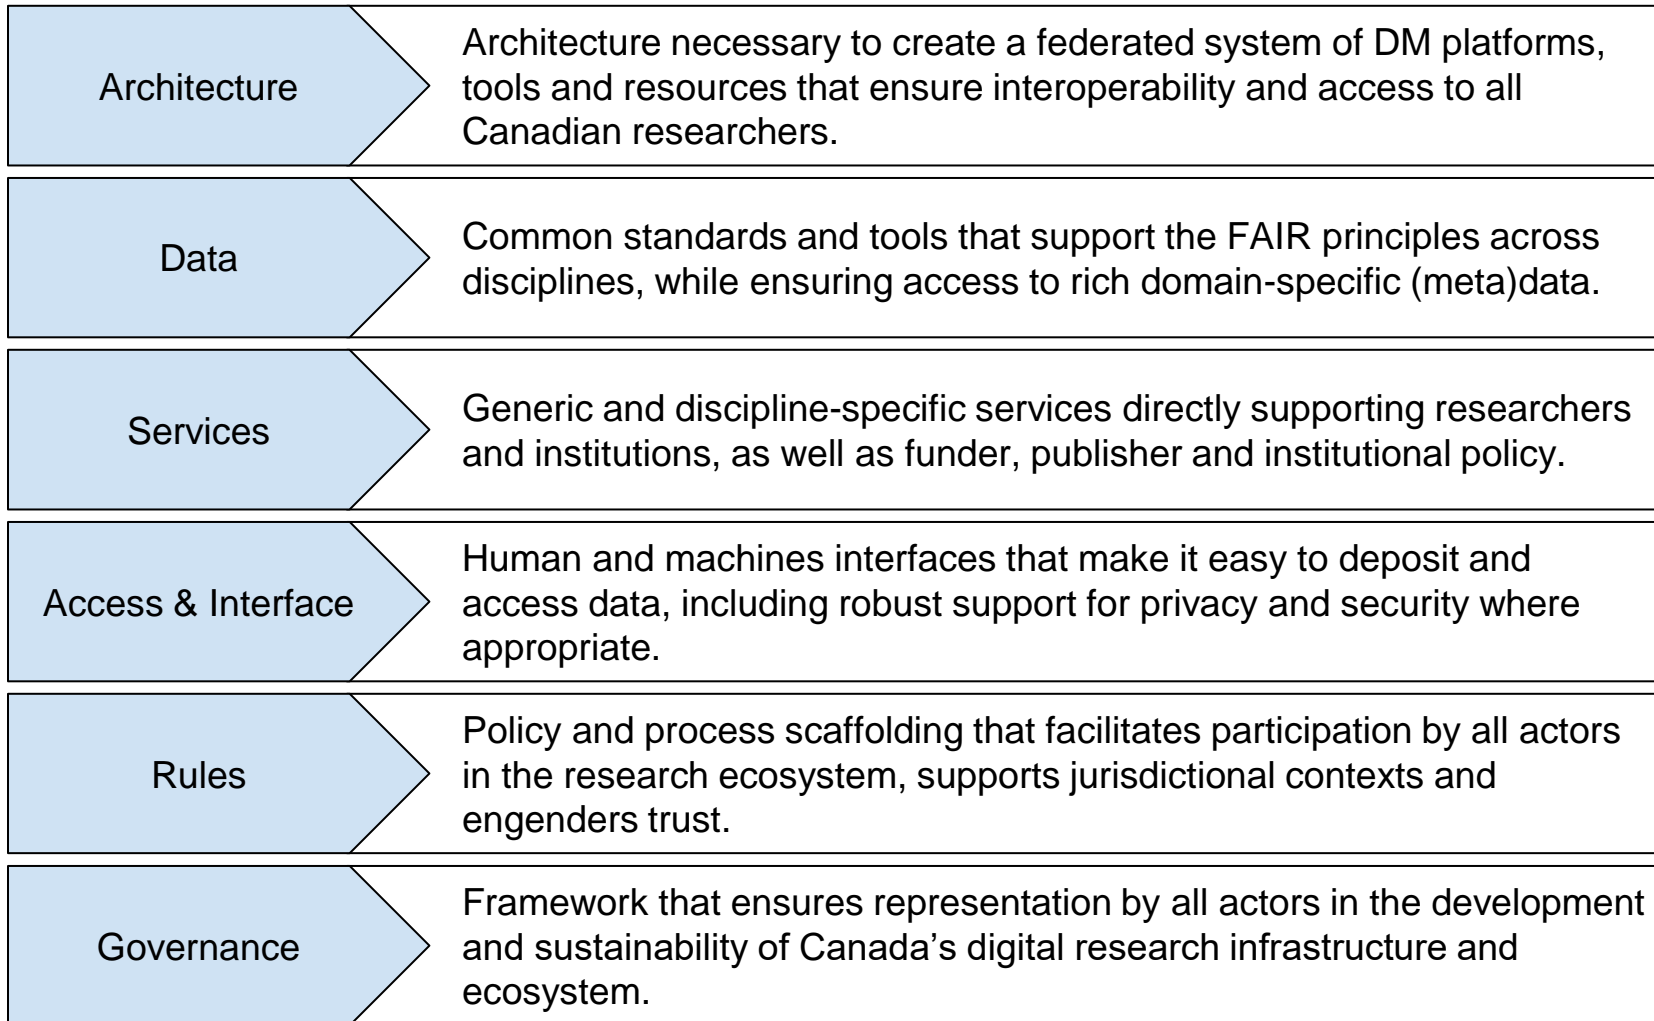 Architecture
Architecture necessary to create a federated system of DM platforms,
tools and resources that ensure interoperability and access to all
Canadian researchers.
Data
Common standards and tools that support the FAIR principles across
disciplines, while ensuring access to rich domain-specific (meta)data.
Services
Generic and discipline-specific services directly supporting researchers
and institutions, as well as funder, publisher and institutional policy.
Access & Interface
Human and machines interfaces that make it easy to deposit and
access data, including robust support for privacy and security where
appropriate.
Rules
Policy and process scaffolding that facilitates participation by all actors
in the research ecosystem, supports jurisdictional contexts and
engenders trust.
Governance
Framework that ensures representation by all actors in the development
and sustainability of Canada’s digital research infrastructure and
ecosystem.